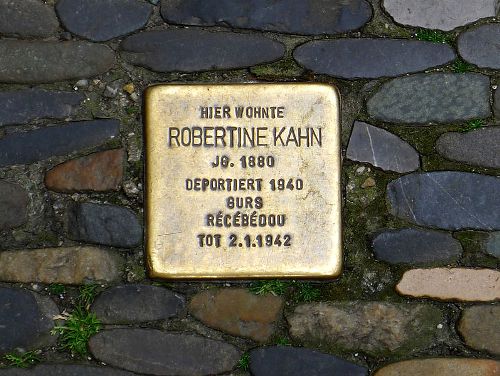 HIER WOHNTE
ROBERTINE KAHN
JG. 1880
DEPORTIERT 1940
GURS
RÉCÉBÉDOU
TOT 2.1.1942